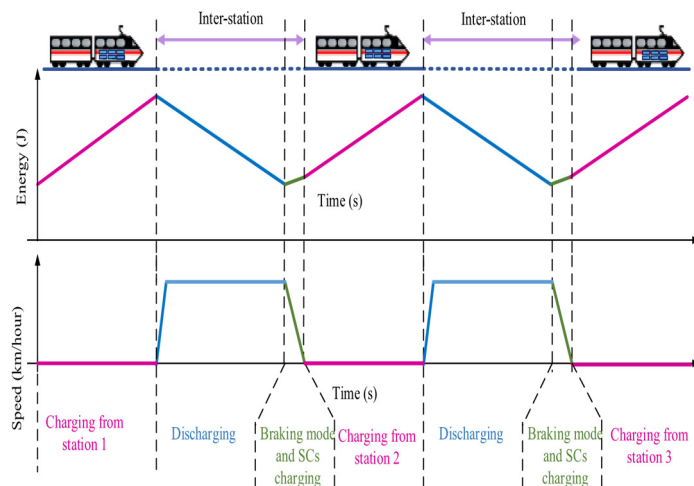 Inter-station
Inter-station
Energy (J)
Time (s)
Speed (km/hour)
Time (s)
Charging from
station 1
Discharging
Braking mode
and SCs
charging
Charging from
station 2
Discharging
Braking mode
and SCs
charging
Charging from
station 3